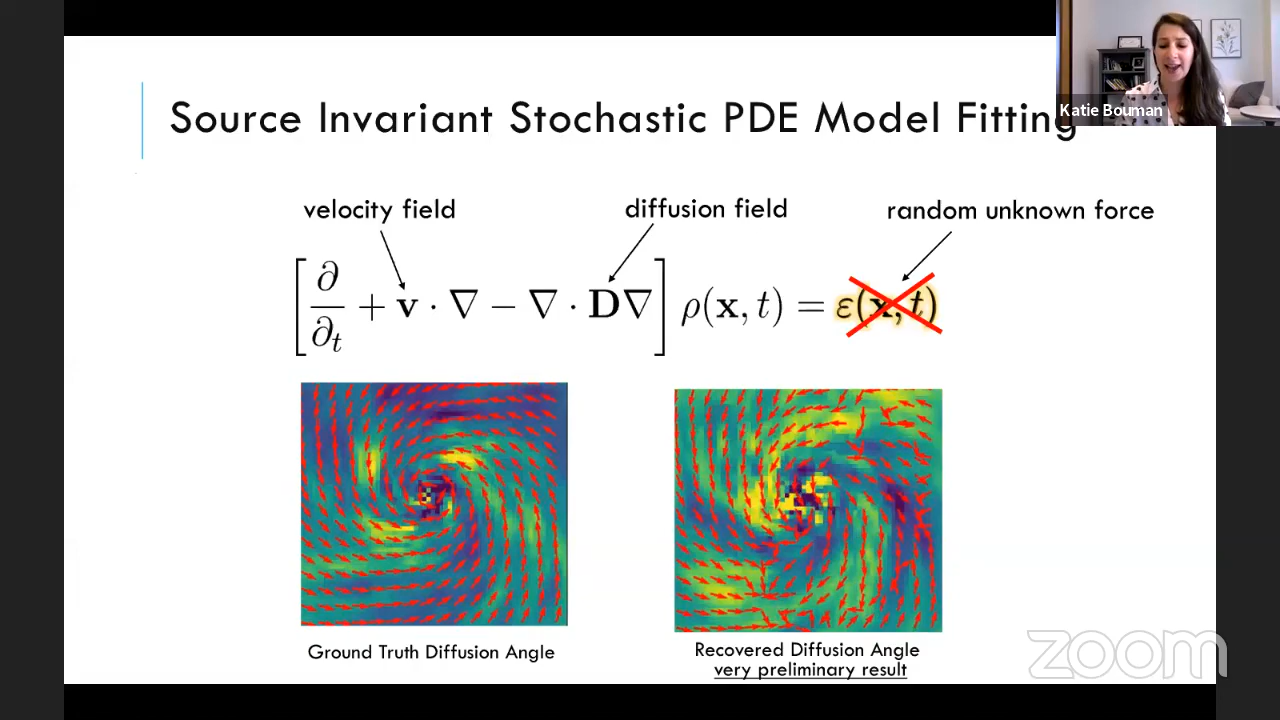 Source Invariant Stochastic PDE Model Fitting
Katie Bouman
velocity field
diffusion field
random unknown force
[∂/∂t + v · ∇ − ∇ · D∇] ρ(x, t) = ε(x, t)
Ground Truth Diffusion Angle
Recovered Diffusion Angle
very preliminary result
zoom